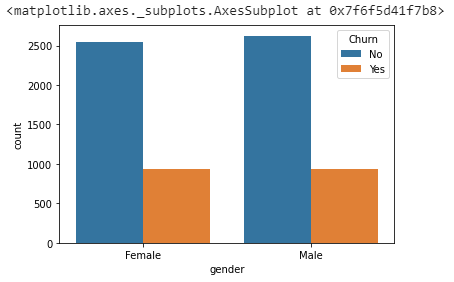 <matplotlib.axes._subplots.AxesSubplot at 0x7f6f5d41f7b8>
Churn
No
Yes
2500
2000
1500
1000
500
0
count
Female
Male
gender